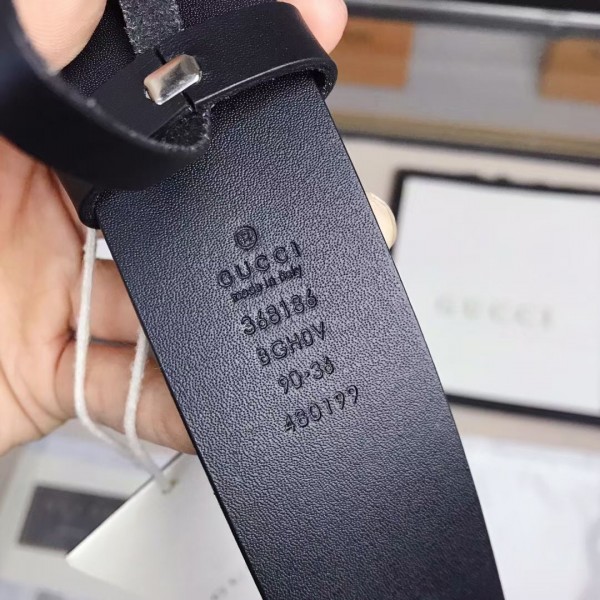 ®
GUCCI
made in italy
368186
BGH0V
90·36
480199
GUCCI